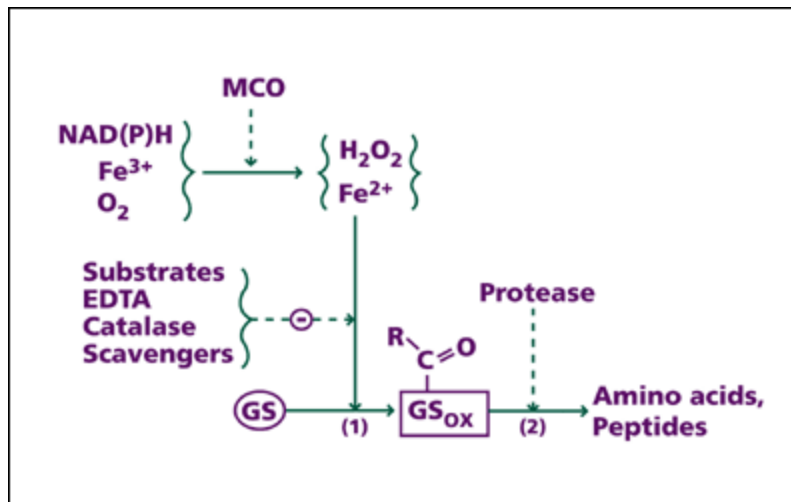 MCO
NAD(P)H
Fe³⁺
O₂
H₂O₂
Fe²⁺
Substrates
EDTA
Catalase
Scavengers
-
Protease
R
C
O
GS
(1)
GSOX
(2)
Amino acids,
Peptides